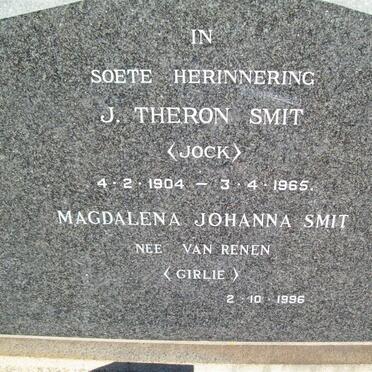 IN
SOETE HERINNERING
J. THERON SMIT
<JOCK>
4-2-1904 – 3-4-1965.
MAGDALENA JOHANNA SMIT
NEE VAN RENEN
<GIRLIE>
2-10-1996